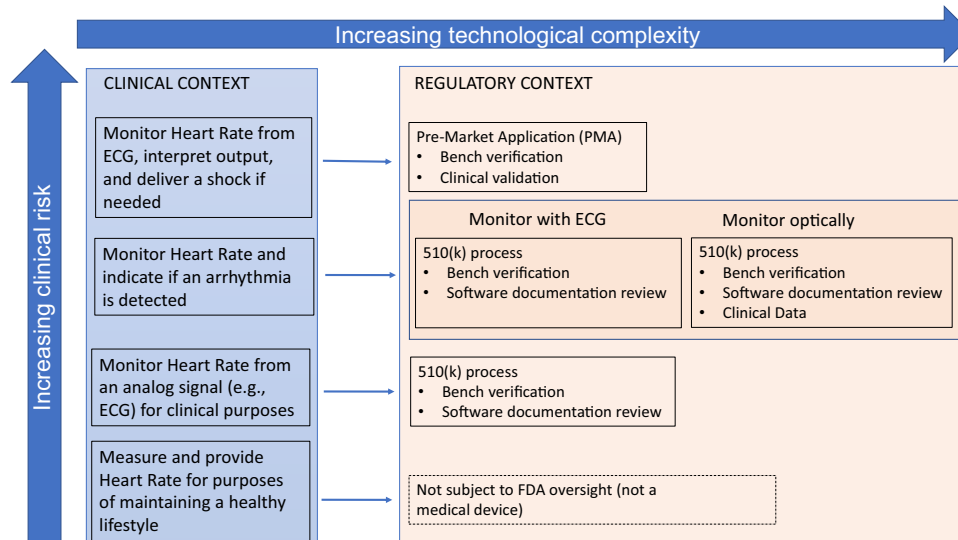 Increasing technological complexity
Increasing clinical risk
CLINICAL CONTEXT
REGULATORY CONTEXT
Monitor Heart Rate from
ECG, interpret output,
and deliver a shock if
needed
Pre-Market Application (PMA)
• Bench verification
• Clinical validation
Monitor Heart Rate and
indicate if an arrhythmia
is detected
Monitor with ECG
510(k) process
• Bench verification
• Software documentation review
Monitor optically
510(k) process
• Bench verification
• Software documentation review
• Clinical Data
Monitor Heart Rate from
an analog signal (e.g.,
ECG) for clinical purposes
510(k) process
• Bench verification
• Software documentation review
Measure and provide
Heart Rate for purposes
of maintaining a healthy
lifestyle
Not subject to FDA oversight (not a
medical device)